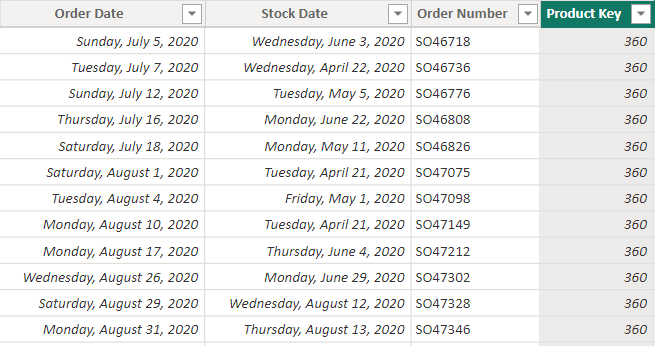 Order Date Stock Date Order Number Product Key
Sunday, July 5, 2020 Wednesday, June 3, 2020 SO46718 360
Tuesday, July 7, 2020 Wednesday, April 22, 2020 SO46736 360
Sunday, July 12, 2020 Tuesday, May 5, 2020 SO46776 360
Thursday, July 16, 2020 Monday, June 22, 2020 SO46808 360
Saturday, July 18, 2020 Monday, May 11, 2020 SO46826 360
Saturday, August 1, 2020 Tuesday, April 21, 2020 SO47075 360
Tuesday, August 4, 2020 Friday, May 1, 2020 SO47098 360
Monday, August 10, 2020 Tuesday, April 21, 2020 SO47149 360
Monday, August 17, 2020 Thursday, June 4, 2020 SO47212 360
Wednesday, August 26, 2020 Monday, June 29, 2020 SO47302 360
Saturday, August 29, 2020 Wednesday, August 12, 2020 SO47328 360
Monday, August 31, 2020 Thursday, August 13, 2020 SO47346 360